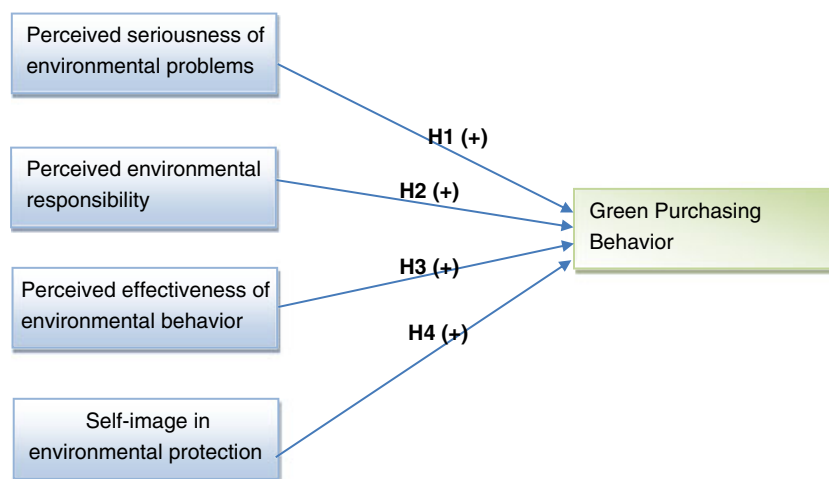 Perceived seriousness of
environmental problems
H1 (+)
Perceived environmental
responsibility
H2 (+)
Green Purchasing
Behavior
Perceived effectiveness of
environmental behavior
H3 (+)
H4 (+)
Self-image in
environmental protection